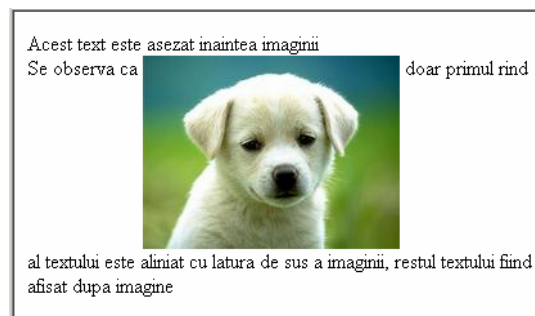 Acest text este asezat inaintea imaginii
Se observa ca doar primul rind
al textului este aliniat cu latura de sus a imaginii, restul textului fiind
afisat dupa imagine